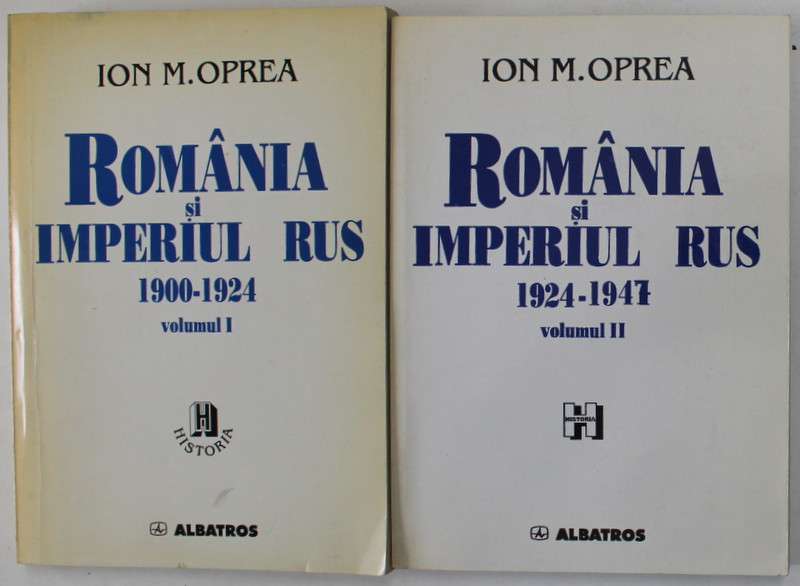 ION M. OPREA
ROMÂNIA
și
IMPERIUL RUS
1900-1924
volumul I
H
HISTORIA
ALBATROS
ION M. OPREA
ROMÂNIA
și
IMPERIUL RUS
1924-1947
volumul II
HISTORIA
ALBATROS